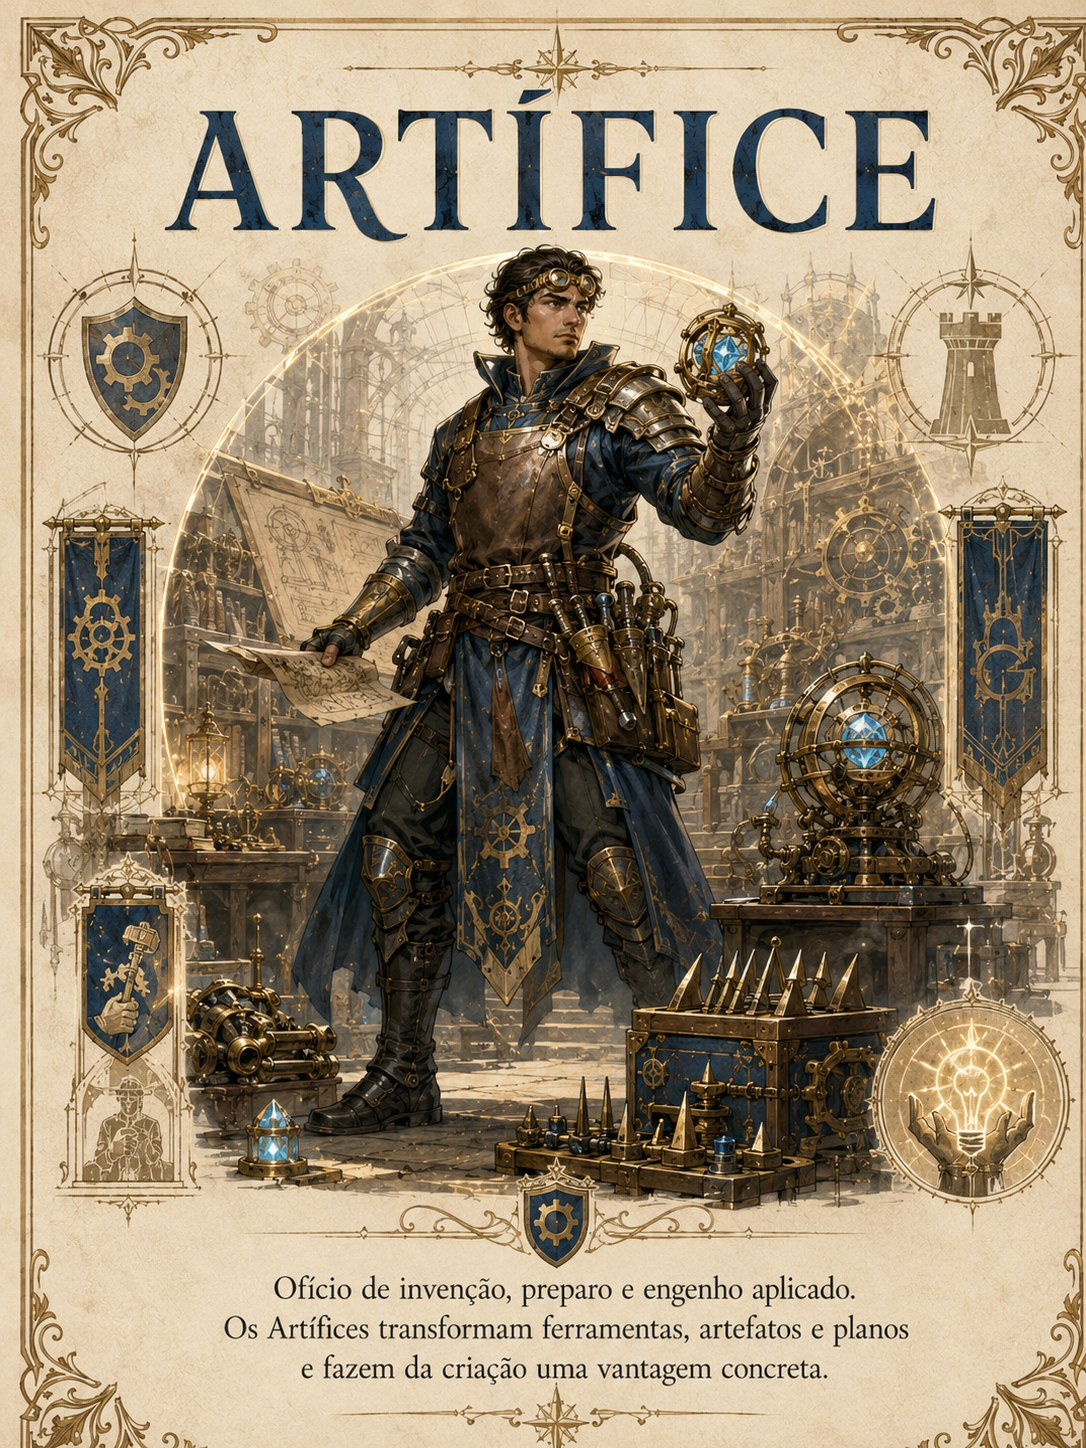 ARTÍFICE
Ofício de invenção, preparo e engenho aplicado.
Os Artífices transformam ferramentas, artefatos e planos
e fazem da criação uma vantagem concreta.